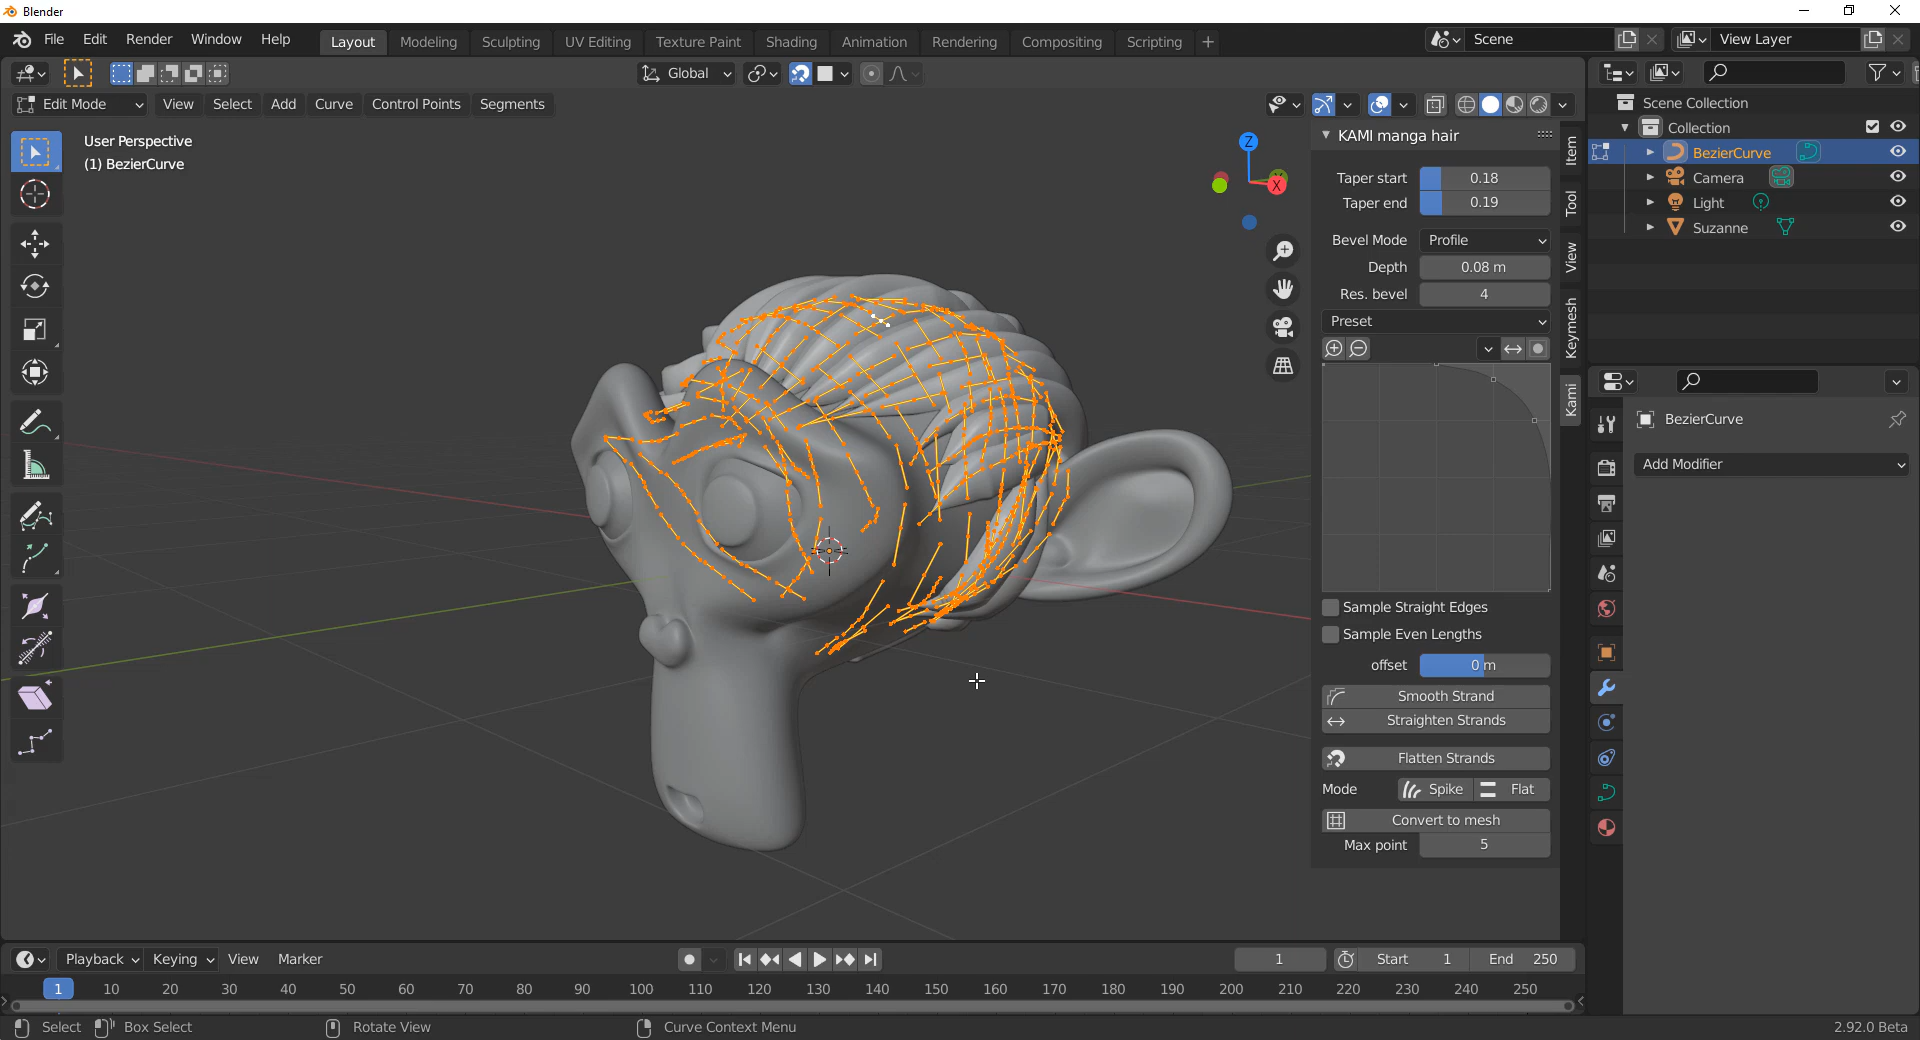 Blender
File Edit Render Window Help Layout Modeling Sculpting UV Editing Texture Paint Shading Animation Rendering Compositing Scripting + Scene View Layer
Global
Edit Mode View Select Add Curve Control Points Segments
User Perspective
(1) BezierCurve
Z
X
KAMI manga hair
Taper start 0.18
Taper end 0.19
Bevel Mode Profile
Depth 0.08 m
Res. bevel 4
Preset
Sample Straight Edges
Sample Even Lengths
offset 0 m
Smooth Strand
Straighten Strands
Flatten Strands
Mode Spike Flat
Convert to mesh
Max point 5
Item
Tool
View
Keymesh
Kami
Scene Collection
Collection
BezierCurve
Camera
Light
Suzanne
BezierCurve
Add Modifier
Playback Keying View Marker 1 Start 1 End 250
1 10 20 30 40 50 60 70 80 90 100 110 120 130 140 150 160 170 180 190 200 210 220 230 240 250
Select Box Select Rotate View Curve Context Menu 2.92.0 Beta